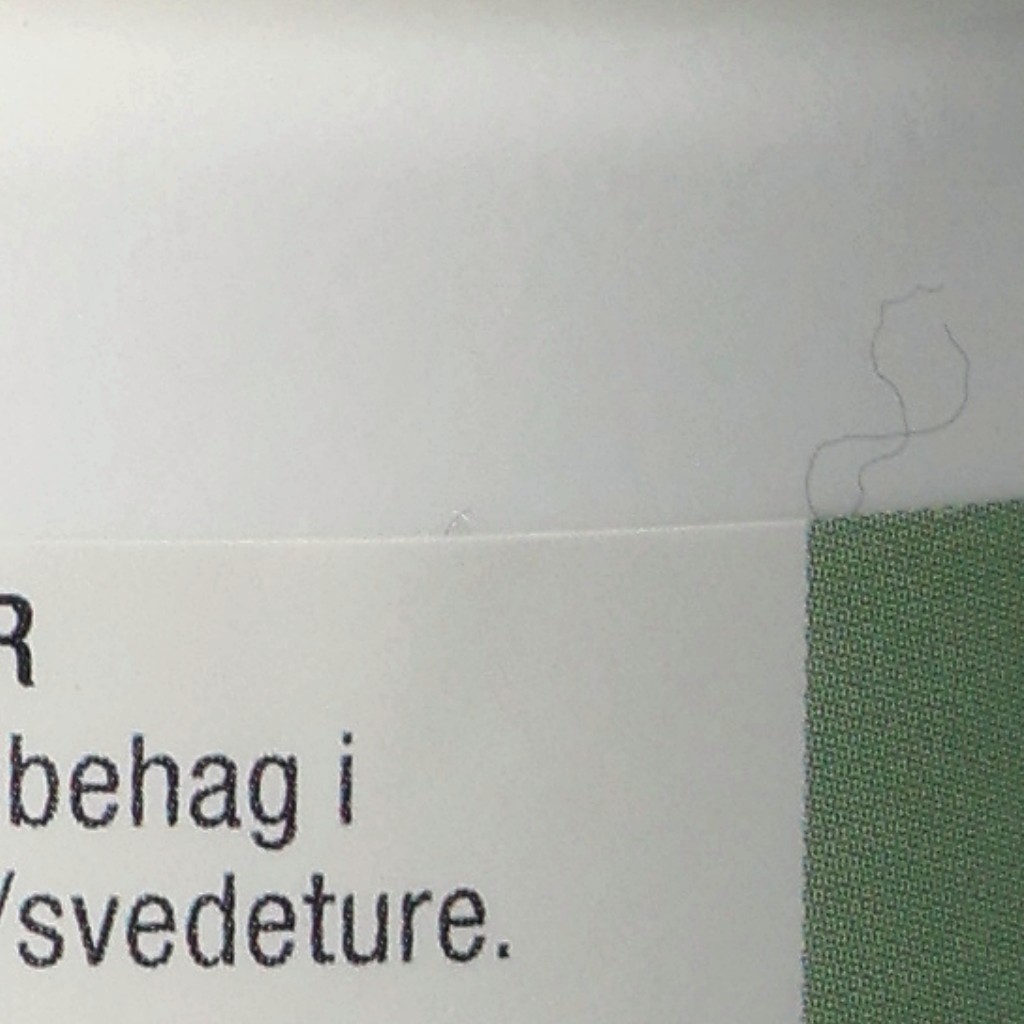 R
behag i
/svedeture.